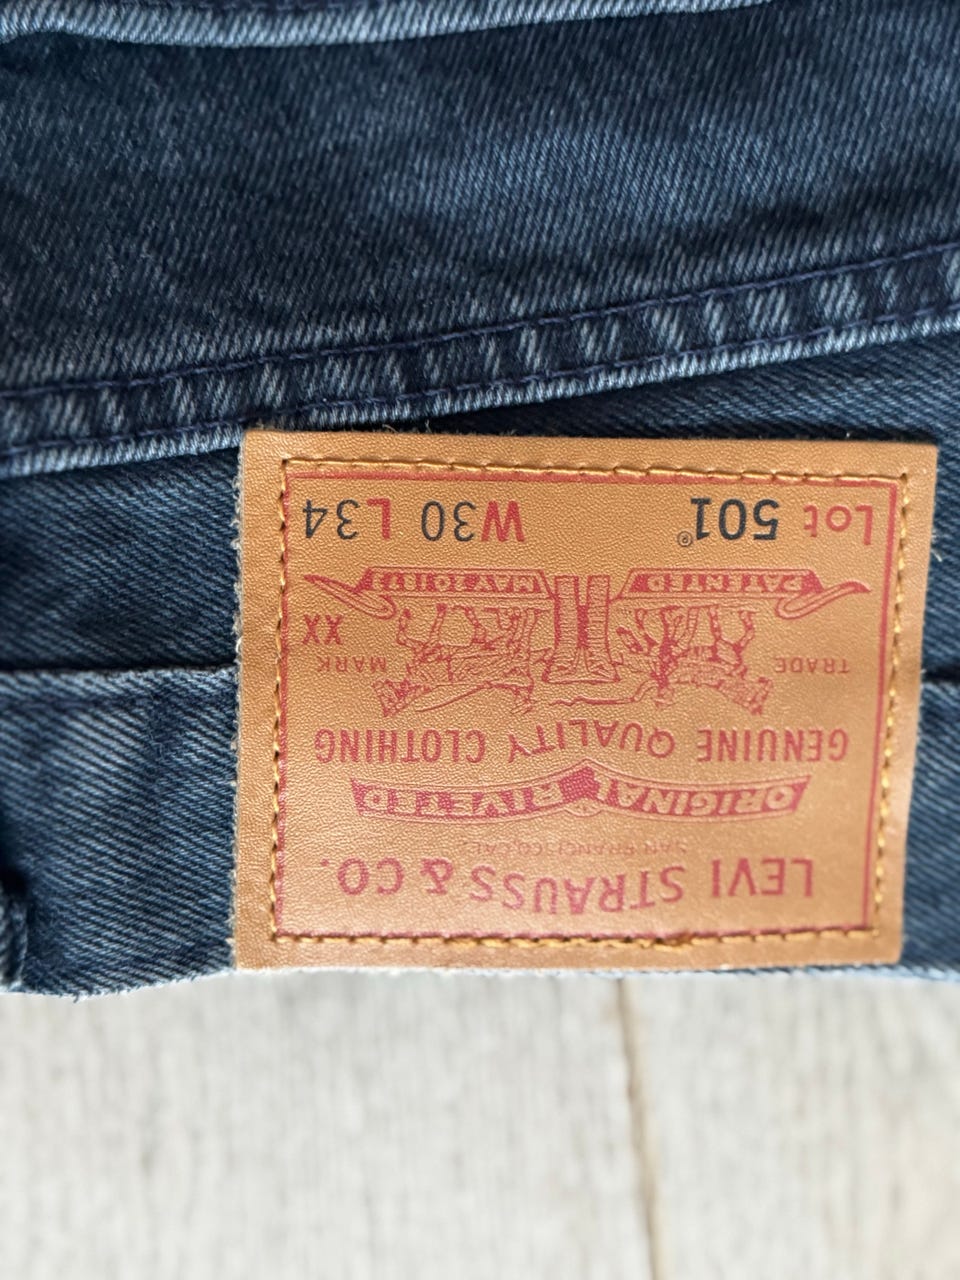 LEVI STRAUSS & CO.
SAN FRANCISCO, CAL.
ORIGINAL RIVETED
GENUINE QUALITY CLOTHING
TRADE MARK
XX
PATENTED MAY 20 1873
Lot 501® W30 L34